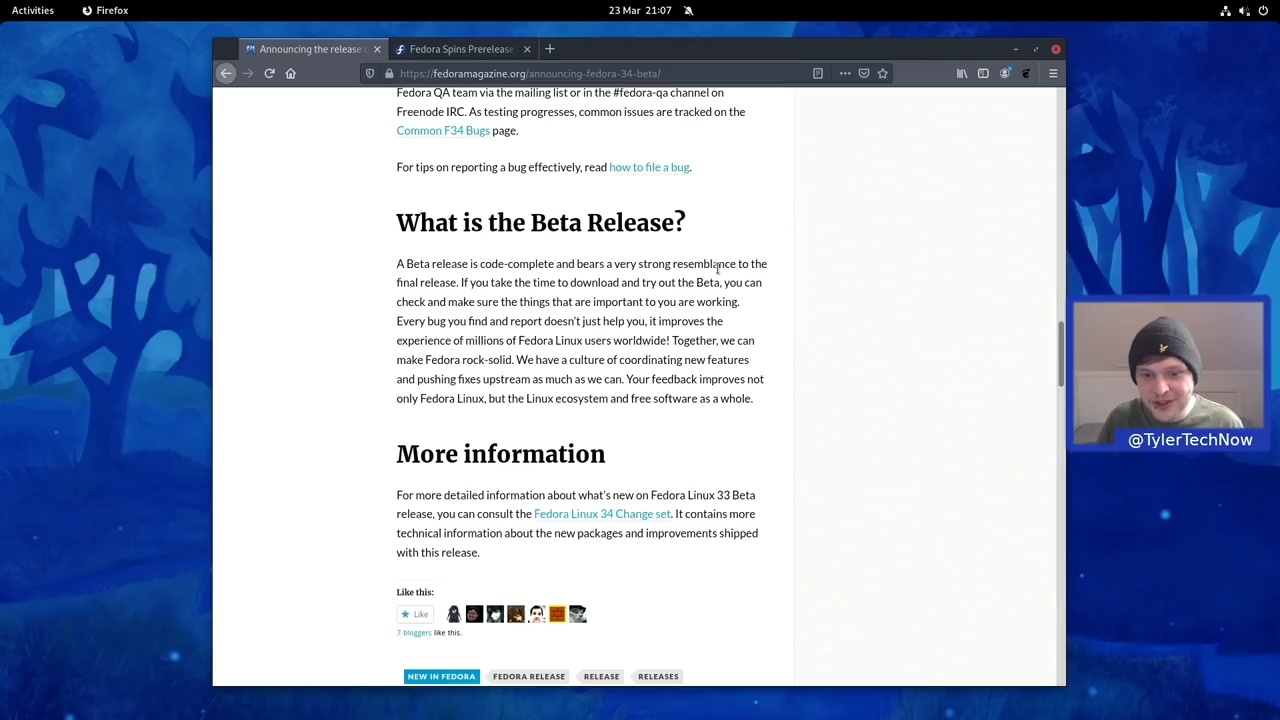 Activities
Firefox
23 Mar 21:07
Announcing the release
Fedora Spins Prerelease
https://fedoramagazine.org/announcing-fedora-34-beta/
Fedora QA team via the mailing list or in the #fedora-qa channel on
Freenode IRC. As testing progresses, common issues are tracked on the
Common F34 Bugs page.
For tips on reporting a bug effectively, read how to file a bug.
What is the Beta Release?
A Beta release is code-complete and bears a very strong resemblance to the
final release. If you take the time to download and try out the Beta, you can
check and make sure the things that are important to you are working.
Every bug you find and report doesn't just help you, it improves the
experience of millions of Fedora Linux users worldwide! Together, we can
make Fedora rock-solid. We have a culture of coordinating new features
and pushing fixes upstream as much as we can. Your feedback improves not
only Fedora Linux, but the Linux ecosystem and free software as a whole.
@TylerTechNow
More information
For more detailed information about what's new on Fedora Linux 33 Beta
release, you can consult the Fedora Linux 34 Change set. It contains more
technical information about the new packages and improvements shipped
with this release.
Like this:
Like
7 bloggers like this.
NEW IN FEDORA
FEDORA RELEASE
RELEASE
RELEASES